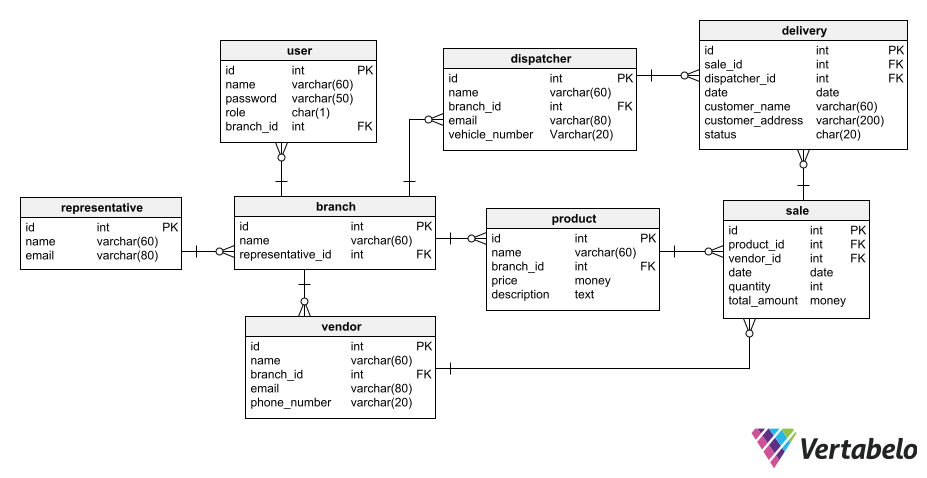 user
id int PK
name varchar(60)
password varchar(50)
role char(1)
branch_id int FK
dispatcher
id int PK
name varchar(60)
branch_id int FK
email varchar(80)
vehicle_number Varchar(20)
delivery
id int PK
sale_id int FK
dispatcher_id int FK
date date
customer_name varchar(60)
customer_address varchar(200)
status char(20)
representative
id int PK
name varchar(60)
email varchar(80)
branch
id int PK
name varchar(60)
representative_id int FK
product
id int PK
name varchar(60)
branch_id int FK
price money
description text
sale
id int PK
product_id int FK
vendor_id int FK
date date
quantity int
total_amount money
vendor
id int PK
name varchar(60)
branch_id int FK
email varchar(80)
phone_number varchar(20)
Vertabelo